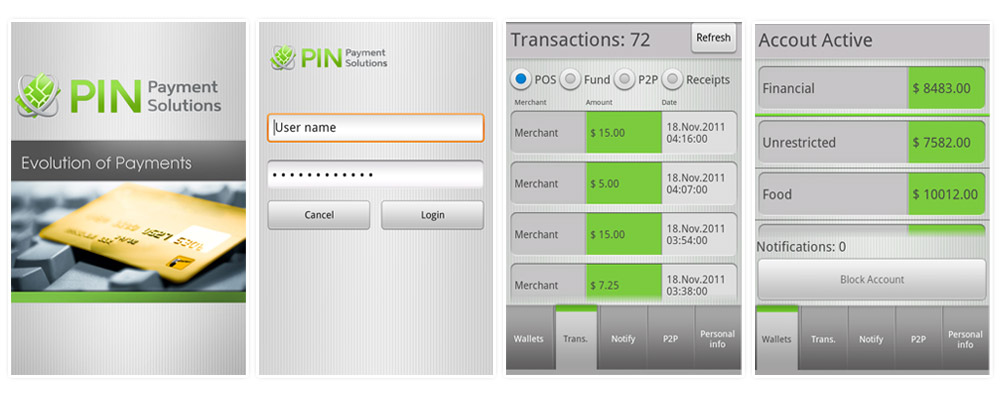 PIN Payment
Solutions
Evolution of Payments
PIN Payment
Solutions
User name
Cancel Login
Transactions: 72 Refresh
POS Fund P2P Receipts
Merchant Amount Date
Merchant $ 15.00 18.Nov.2011
04:16:00
Merchant $ 5.00 18.Nov.2011
04:07:00
Merchant $ 15.00 18.Nov.2011
03:54:00
Merchant $ 7.25 18.Nov.2011
03:38:00
Wallets Trans. Notify P2P Personal
info
Accout Active
Financial $ 8483.00
Unrestricted $ 7582.00
Food $ 10012.00
Notifications: 0
Block Account
Wallets Trans. Notify P2P Personal
info